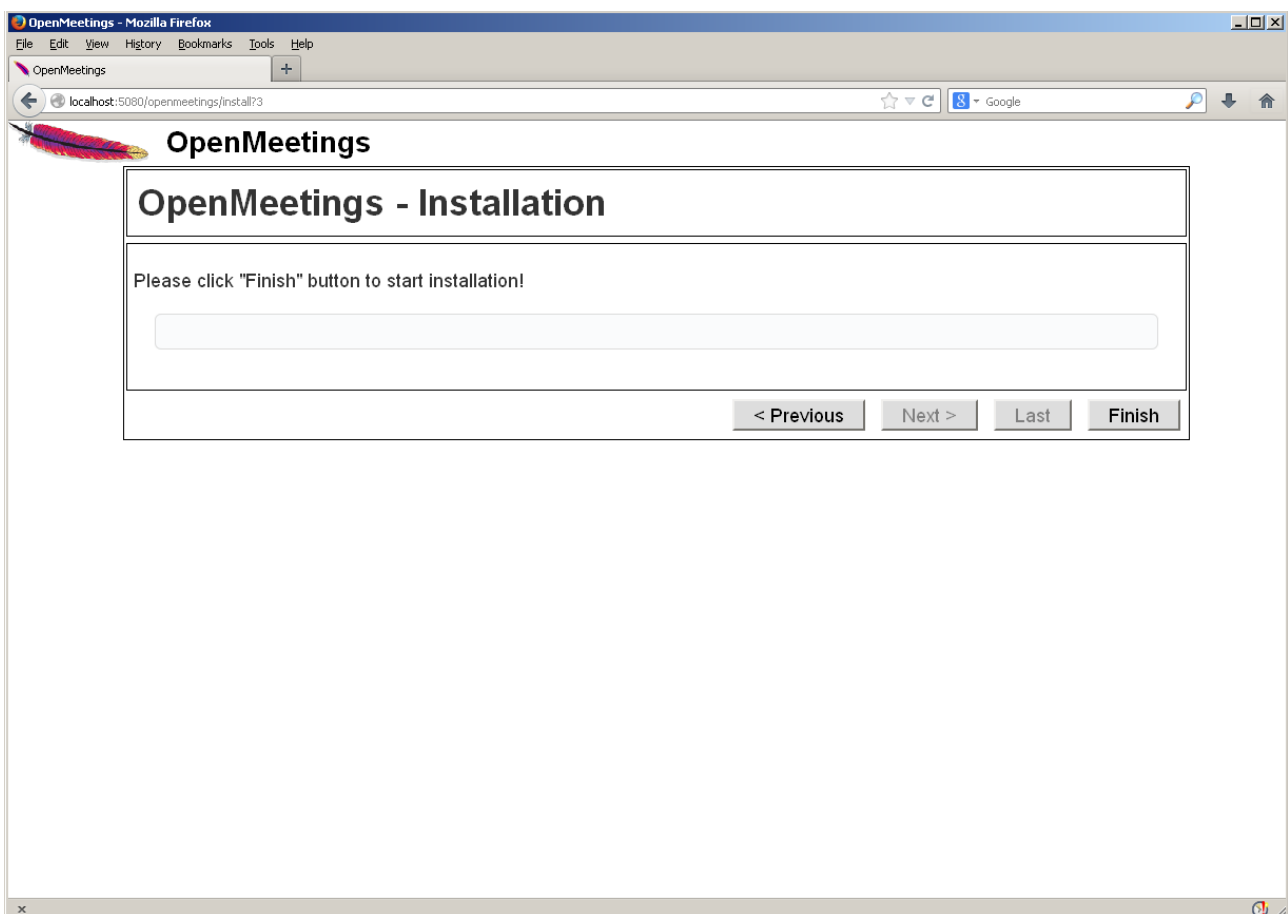 OpenMeetings - Mozilla Firefox
File Edit View History Bookmarks Tools Help
OpenMeetings
localhost:5080/openmeetings/install?3
Google
OpenMeetings
OpenMeetings - Installation
Please click "Finish" button to start installation!
< Previous Next > Last Finish